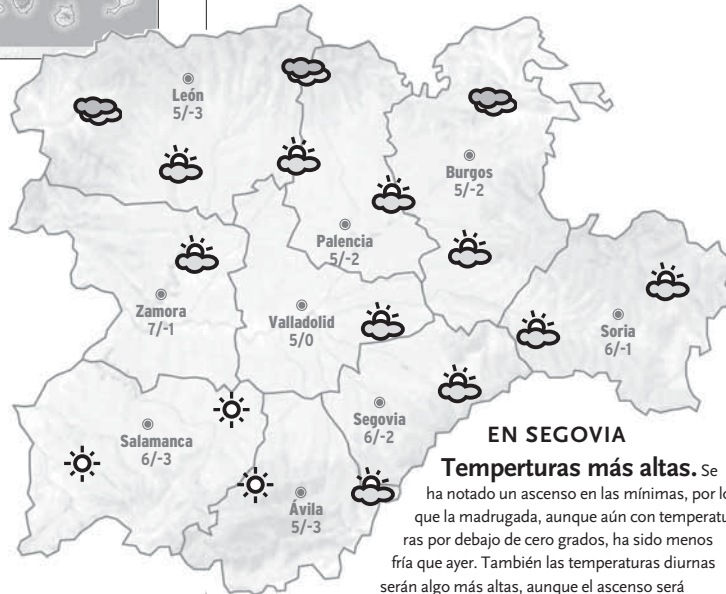 León
5/-3
Burgos
5/-2
Palencia
5/-2
Zamora
7/-1
Valladolid
5/0
Soria
6/-1
Segovia
6/-2
Salamanca
6/-3
Ávila
5/-3
EN SEGOVIA
Temperturas más altas. Se
ha notado un ascenso en las mínimas, por lo
que la madrugada, aunque aún con temperatu
ras por debajo de cero grados, ha sido menos
fría que ayer. También las temperaturas diurnas
serán algo más altas, aunque el ascenso será